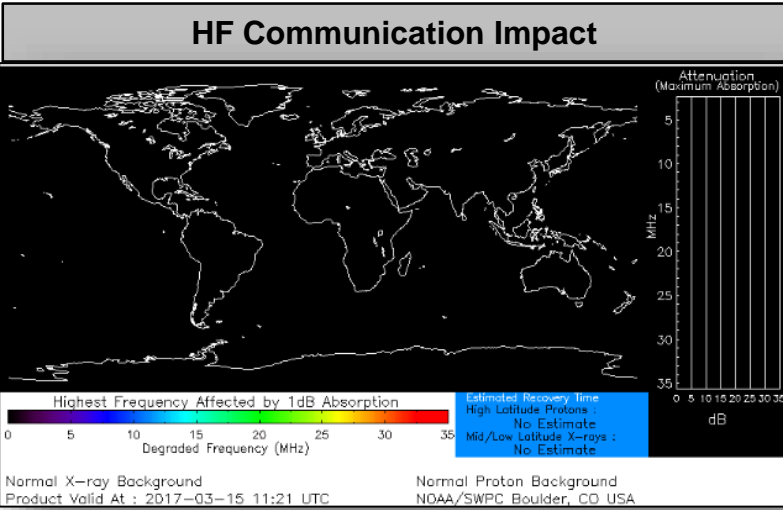 HF Communication Impact
Attenuation
(Maximum Absorption)
5
10
15
MHz
20
25
30
35
0 5 10 15 20 25 30 35
dB
Highest Frequency Affected by 1dB Absorption
0 5 10 15 20 25 30 35
Degraded Frequency (MHz)
Estimated Recovery Time
High Latitude Protons :
No Estimate
Mid/Low Latitude X-rays :
No Estimate
Normal X-ray Background
Normal Proton Background
Product Valid At : 2017-03-15 11:21 UTC
NOAA/SWPC Boulder, CO USA